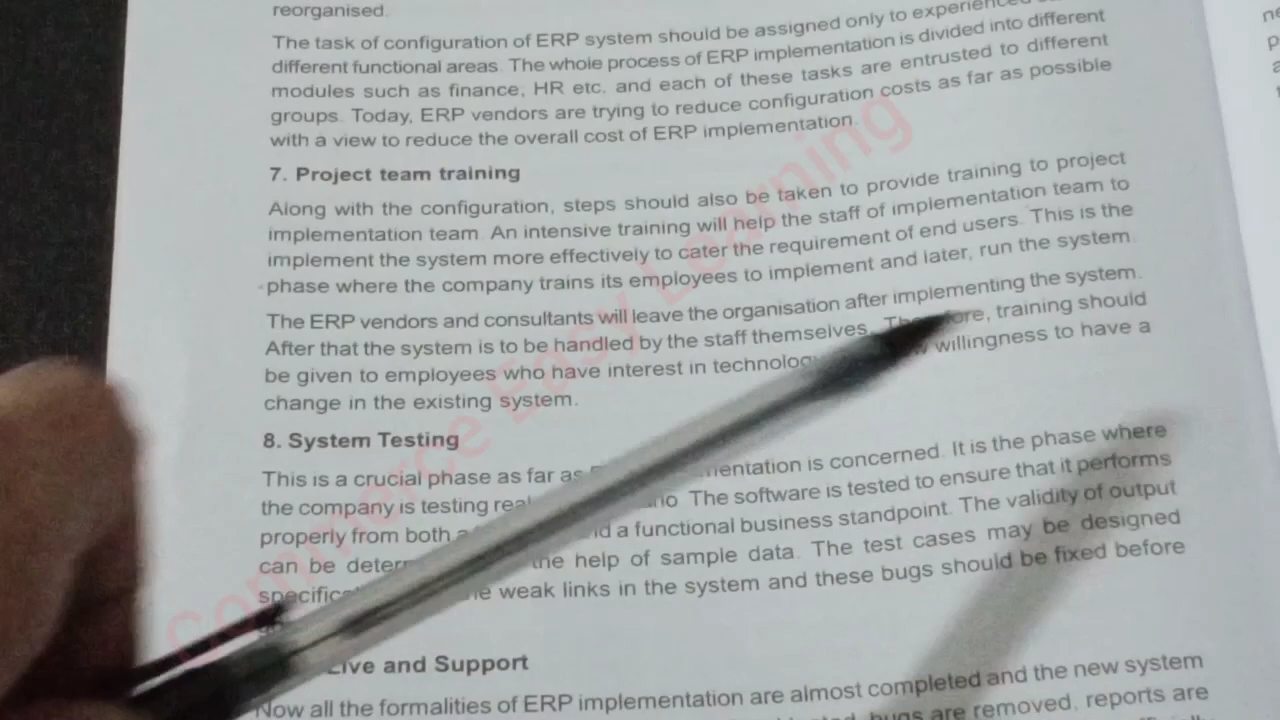 reorganised.
The task of configuration of ERP system should be assigned only to experienced
different functional areas. The whole process of ERP implementation is divided into different
modules such as finance, HR etc. and each of these tasks are entrusted to different
groups. Today, ERP vendors are trying to reduce configuration costs as far as possible
with a view to reduce the overall cost of ERP implementation.
7. Project team training
Along with the configuration, steps should also be taken to provide training to project
implementation team. An intensive training will help the staff of implementation team to
implement the system more effectively to cater the requirement of end users. This is the
phase where the company trains its employees to implement and later, run the system.
The ERP vendors and consultants will leave the organisation after implementing the system.
After that the system is to be handled by the staff themselves. Therefore, training should
be given to employees who have interest in technology willingness to have a
change in the existing system.
8. System Testing
This is a crucial phase as far as implementation is concerned. It is the phase where
the company is testing real The software is tested to ensure that it performs
properly from both a functional business standpoint. The validity of output
can be the help of sample data. The test cases may be designed
weak links in the system and these bugs should be fixed before
Live and Support
Now all the formalities of ERP implementation are almost completed and the new system
bugs are removed, reports are
Commerce Easy Learning